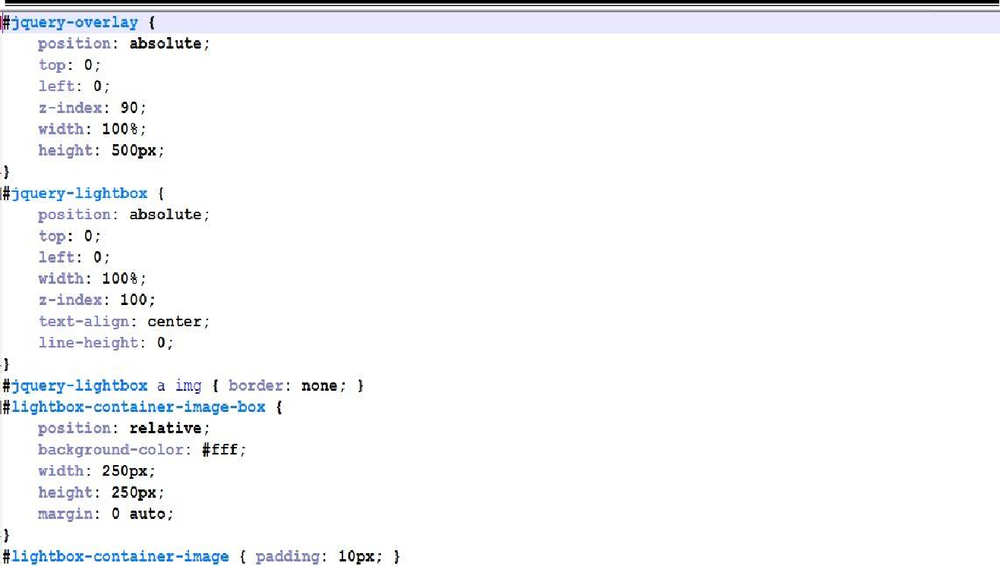 #jquery-overlay {
    position: absolute;
    top: 0;
    left: 0;
    z-index: 90;
    width: 100%;
    height: 500px;
}
#jquery-lightbox {
    position: absolute;
    top: 0;
    left: 0;
    width: 100%;
    z-index: 100;
    text-align: center;
    line-height: 0;
}
#jquery-lightbox a img { border: none; }
#lightbox-container-image-box {
    position: relative;
    background-color: #fff;
    width: 250px;
    height: 250px;
    margin: 0 auto;
}
#lightbox-container-image { padding: 10px; }